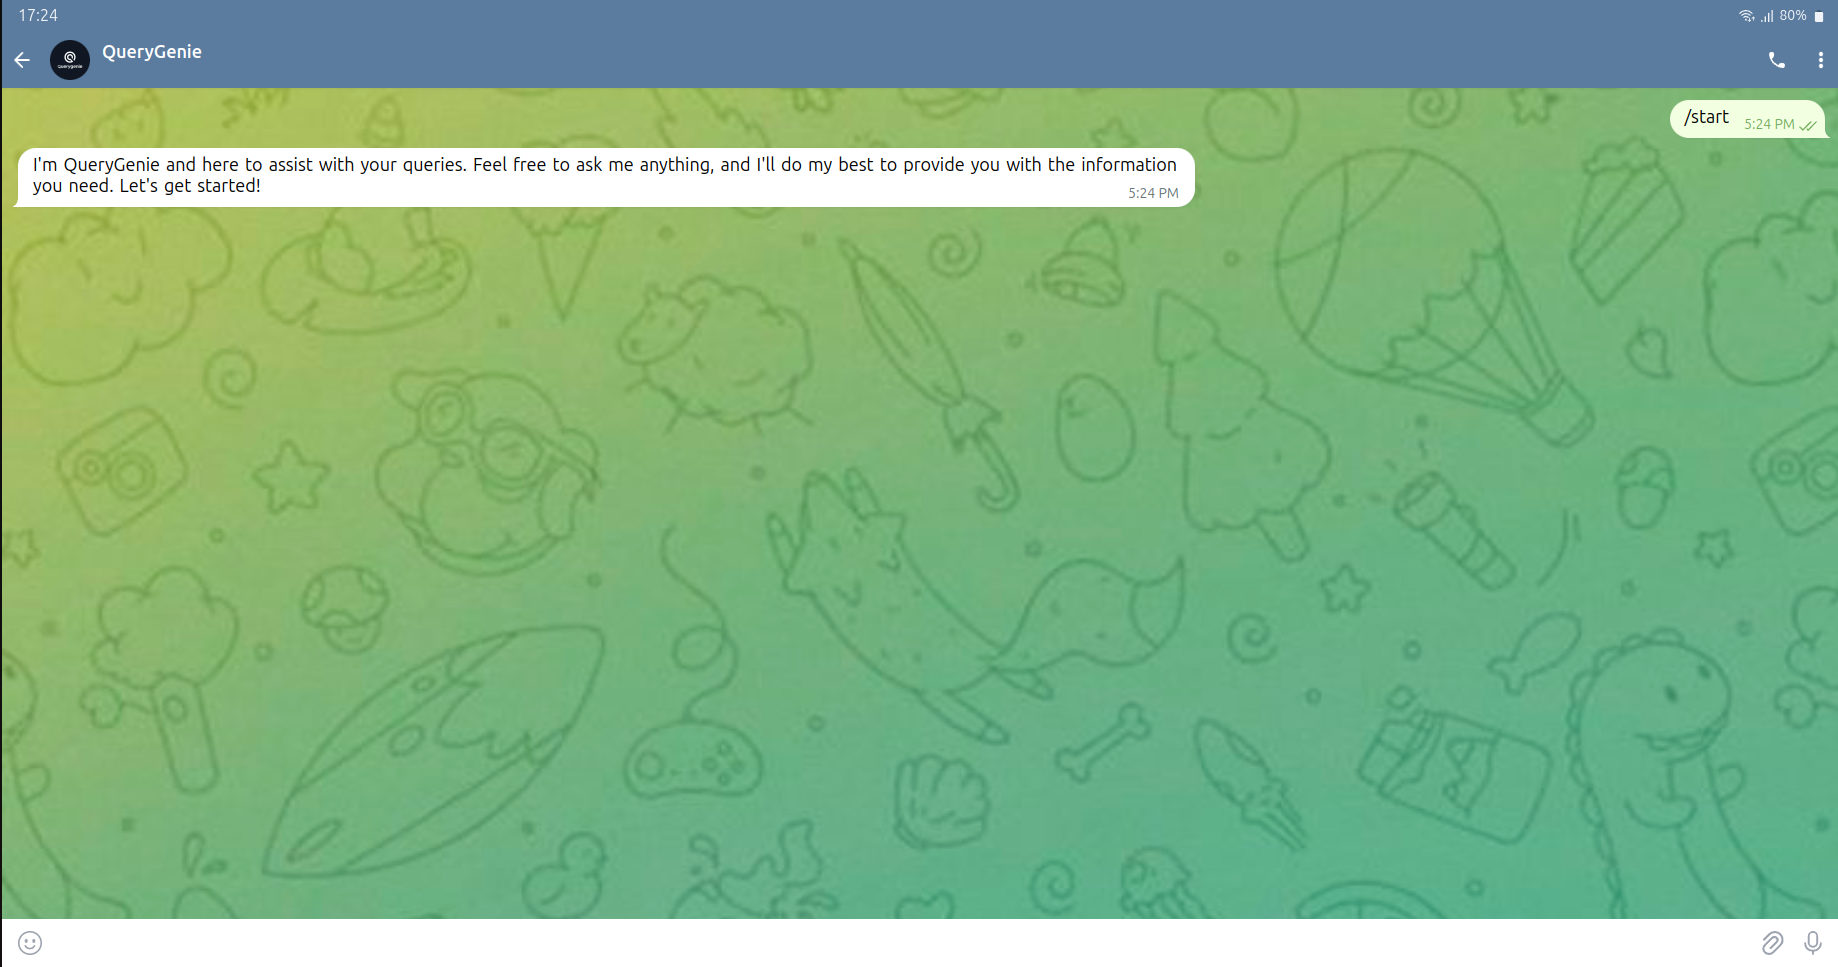 17:24
80%
QueryGenie
Querygenie
/start
5:24 PM
I'm QueryGenie and here to assist with your queries. Feel free to ask me anything, and I'll do my best to provide you with the information
you need. Let's get started!
5:24 PM